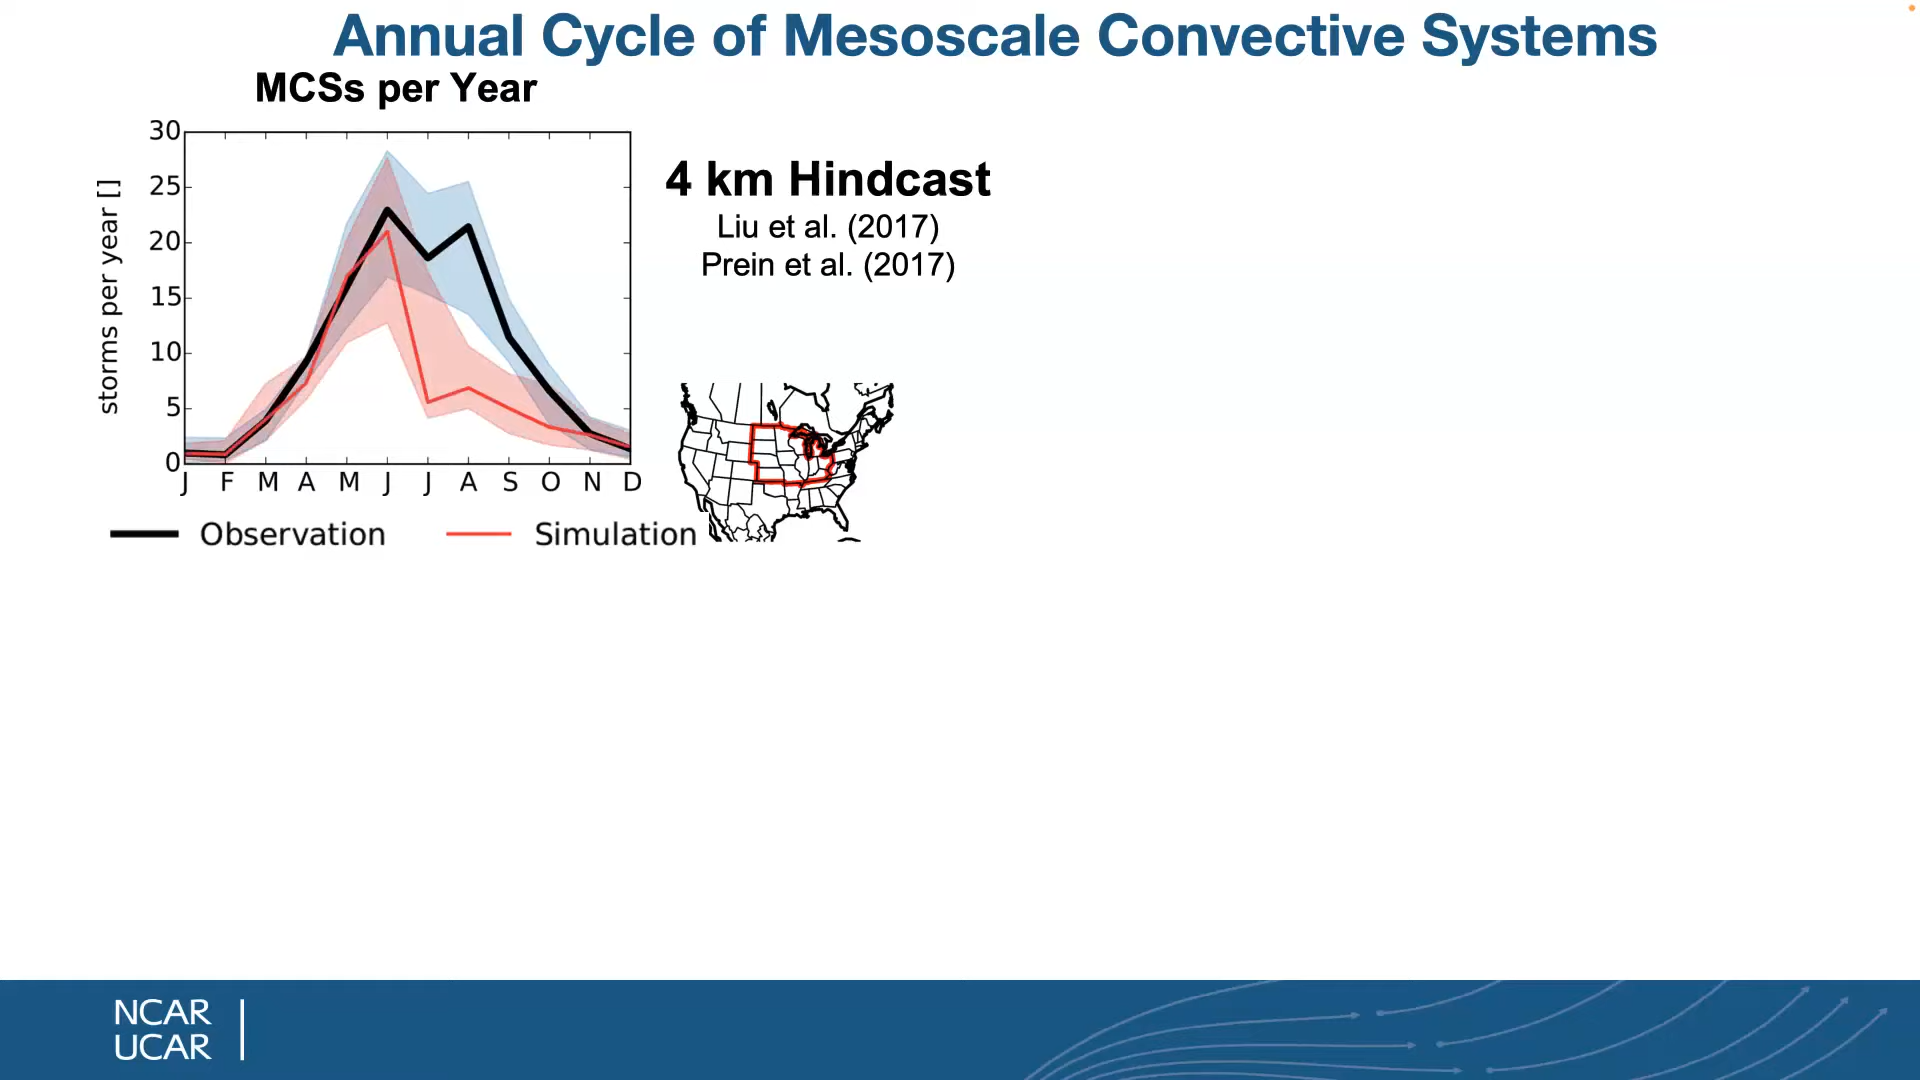 Annual Cycle of Mesoscale Convective Systems
MCSs per Year
30
25
20
15
10
5
0
storms per year []
J F M A M J J A S O N D
Observation
Simulation
4 km Hindcast
Liu et al. (2017)
Prein et al. (2017)
NCAR
UCAR